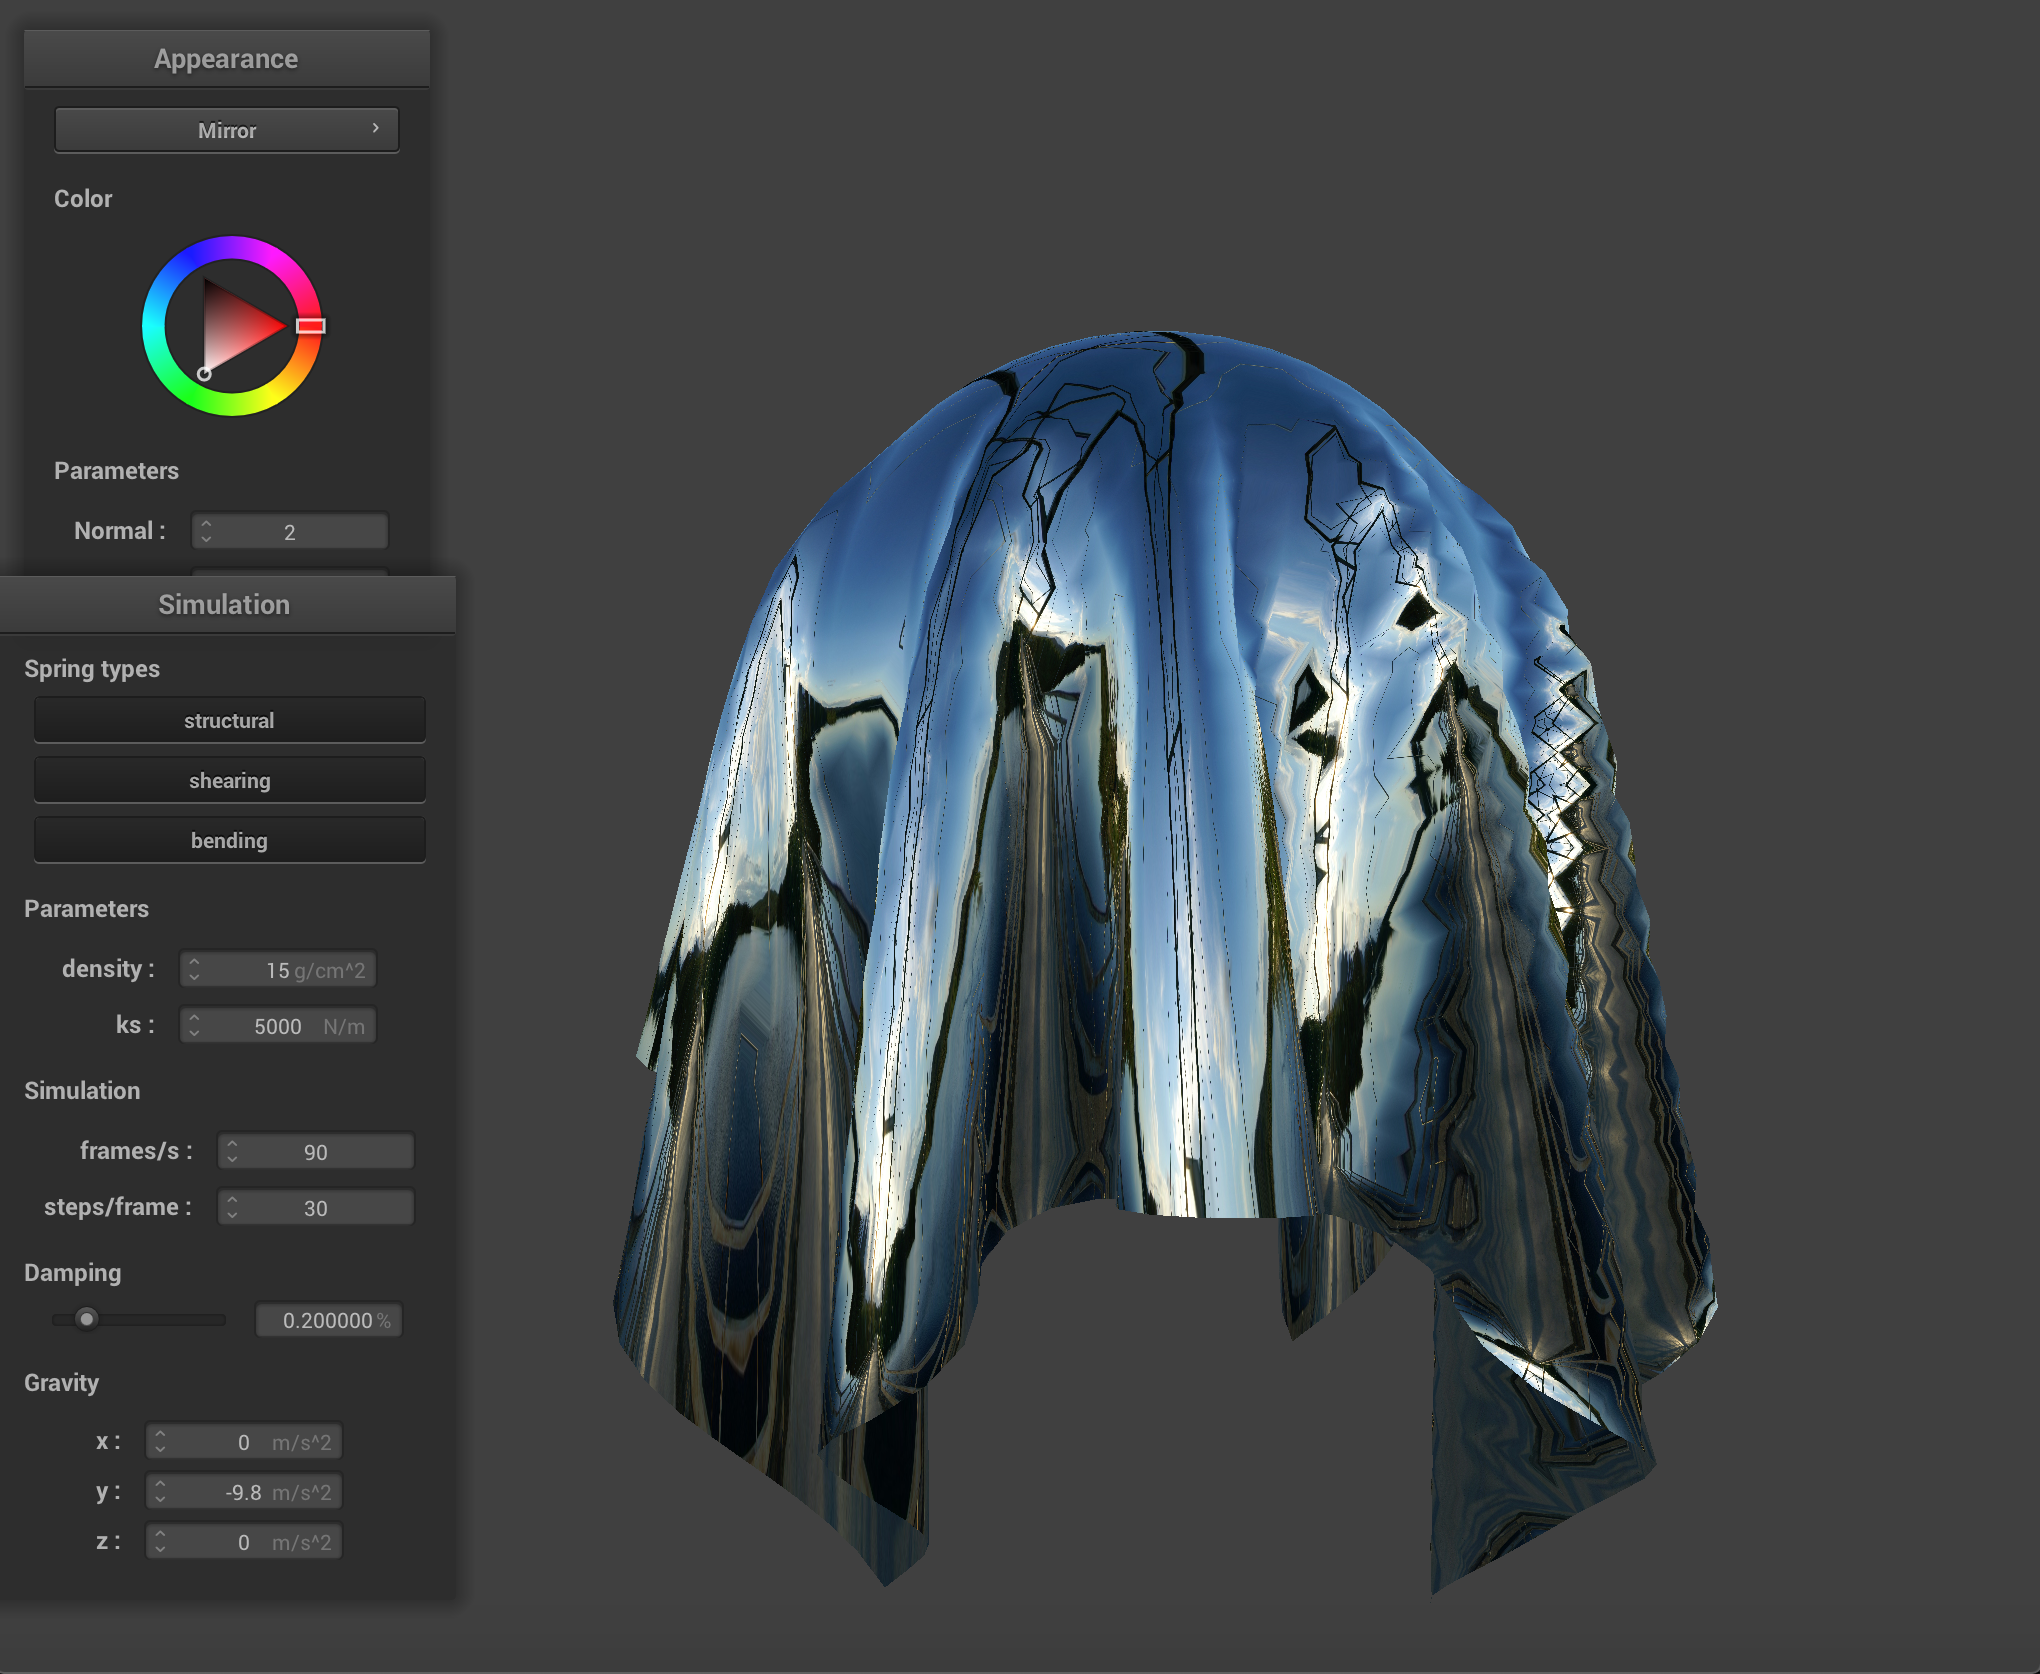 Appearance
Mirror
Color
Parameters
Normal : 2
Simulation
Spring types
structural
shearing
bending
Parameters
density : 15 g/cm^2
ks : 5000 N/m
Simulation
frames/s : 90
steps/frame : 30
Damping
0.200000 %
Gravity
x : 0 m/s^2
y : -9.8 m/s^2
z : 0 m/s^2